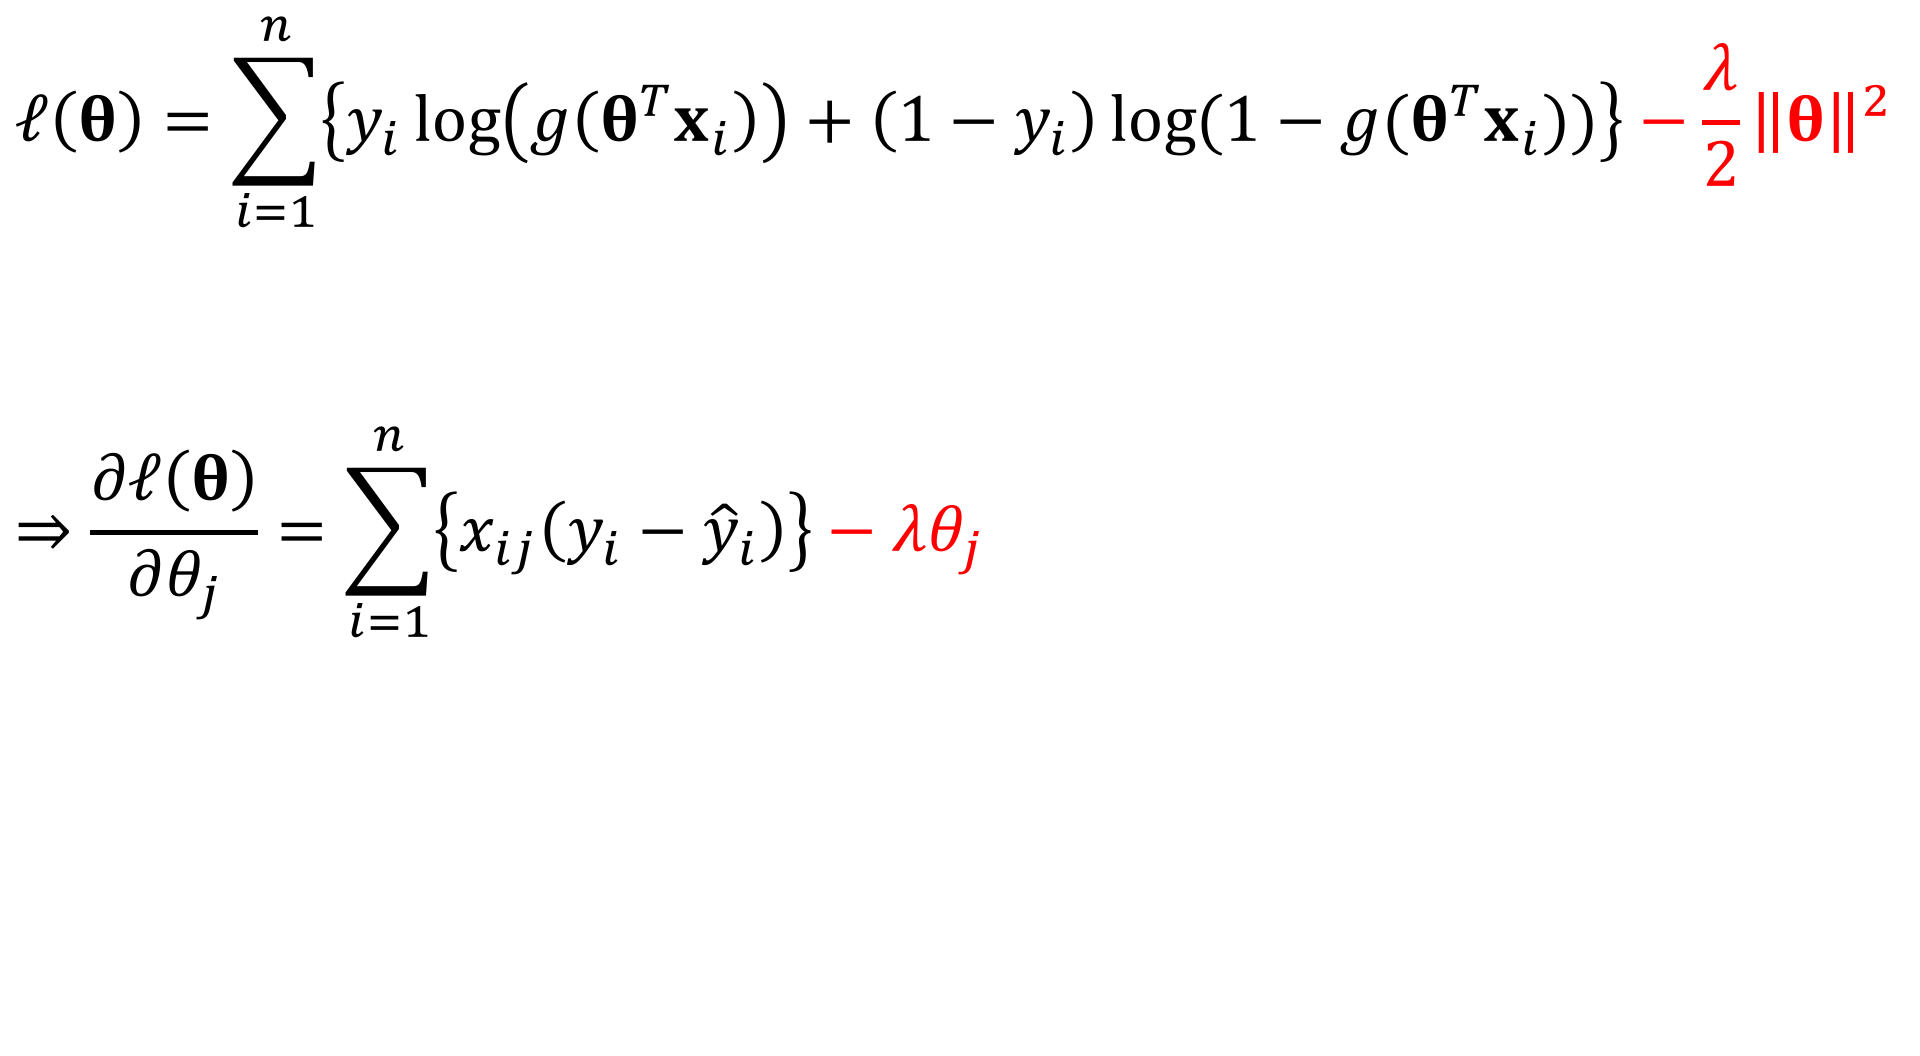 ℓ(𝛉) = ∑_{i=1}^{n} {y_i log(g(𝛉^T 𝐱_i)) + (1 − y_i) log(1 − g(𝛉^T 𝐱_i))} − λ/2 ‖𝛉‖²
⇒ ∂ℓ(𝛉)/∂θ_j = ∑_{i=1}^{n} {x_{ij}(y_i − ŷ_i)} − λθ_j